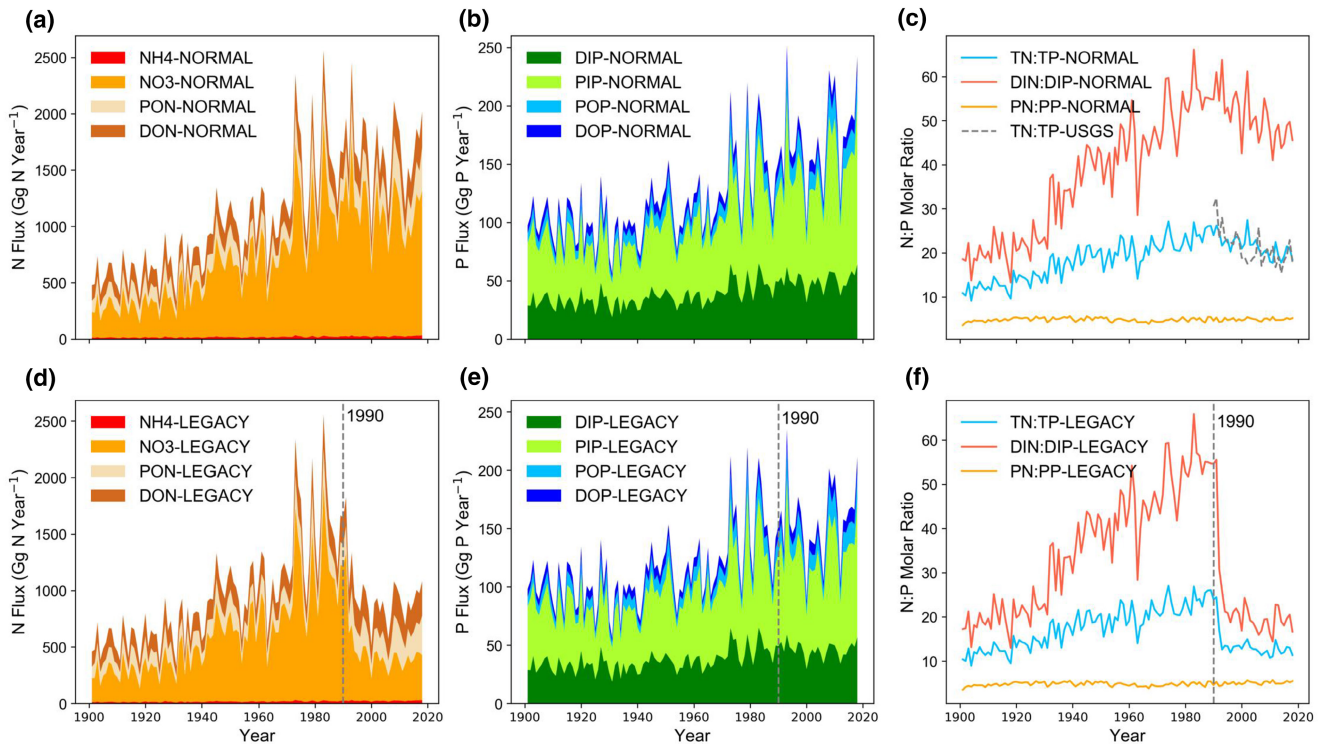 (a)
N Flux (Gg N Year⁻¹)
2500
2000
1500
1000
500
0
NH4-NORMAL
NO3-NORMAL
PON-NORMAL
DON-NORMAL
(b)
P Flux (Gg P Year⁻¹)
250
200
150
100
50
0
DIP-NORMAL
PIP-NORMAL
POP-NORMAL
DOP-NORMAL
(c)
N:P Molar Ratio
60
50
40
30
20
10
TN:TP-NORMAL
DIN:DIP-NORMAL
PN:PP-NORMAL
TN:TP-USGS
(d)
N Flux (Gg N Year⁻¹)
2500
2000
1500
1000
500
0
NH4-LEGACY
NO3-LEGACY
PON-LEGACY
DON-LEGACY
1990
1900 1920 1940 1960 1980 2000 2020
Year
(e)
P Flux (Gg P Year⁻¹)
250
200
150
100
50
0
DIP-LEGACY
PIP-LEGACY
POP-LEGACY
DOP-LEGACY
1990
1900 1920 1940 1960 1980 2000 2020
Year
(f)
N:P Molar Ratio
60
50
40
30
20
10
TN:TP-LEGACY
DIN:DIP-LEGACY
PN:PP-LEGACY
1990
1900 1920 1940 1960 1980 2000 2020
Year